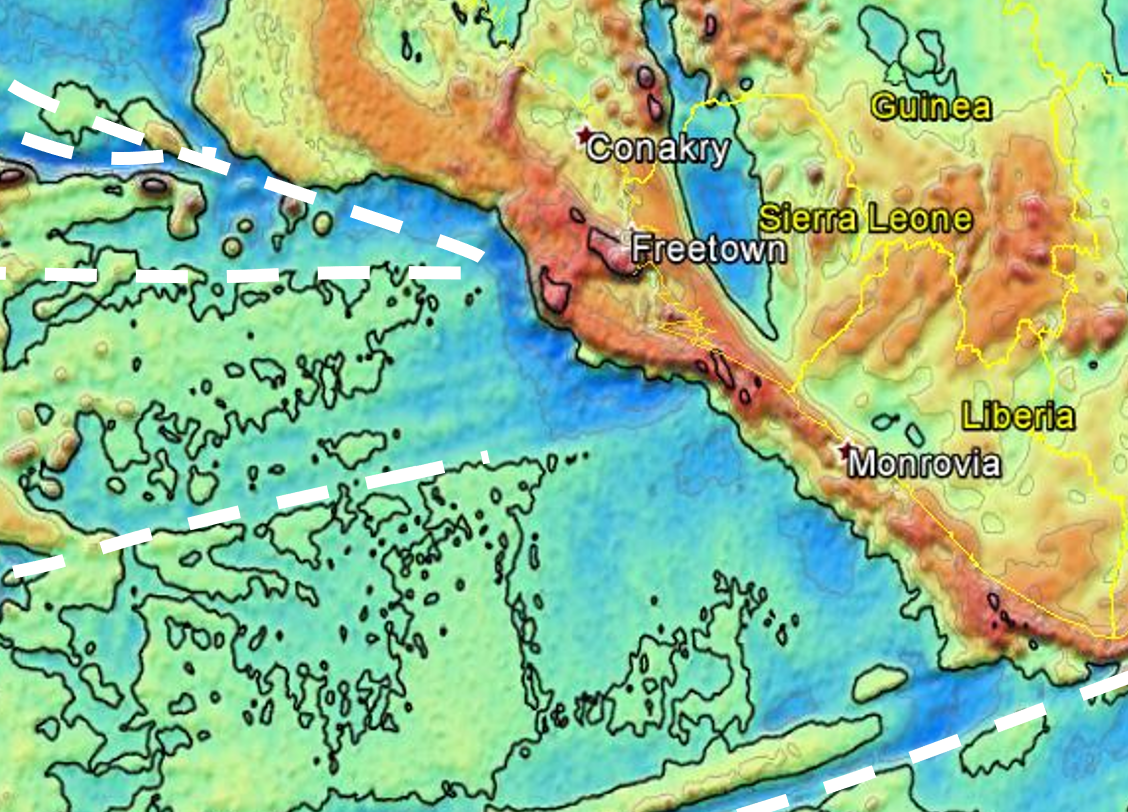 Guinea
Conakry
Sierra Leone
Freetown
Liberia
Monrovia